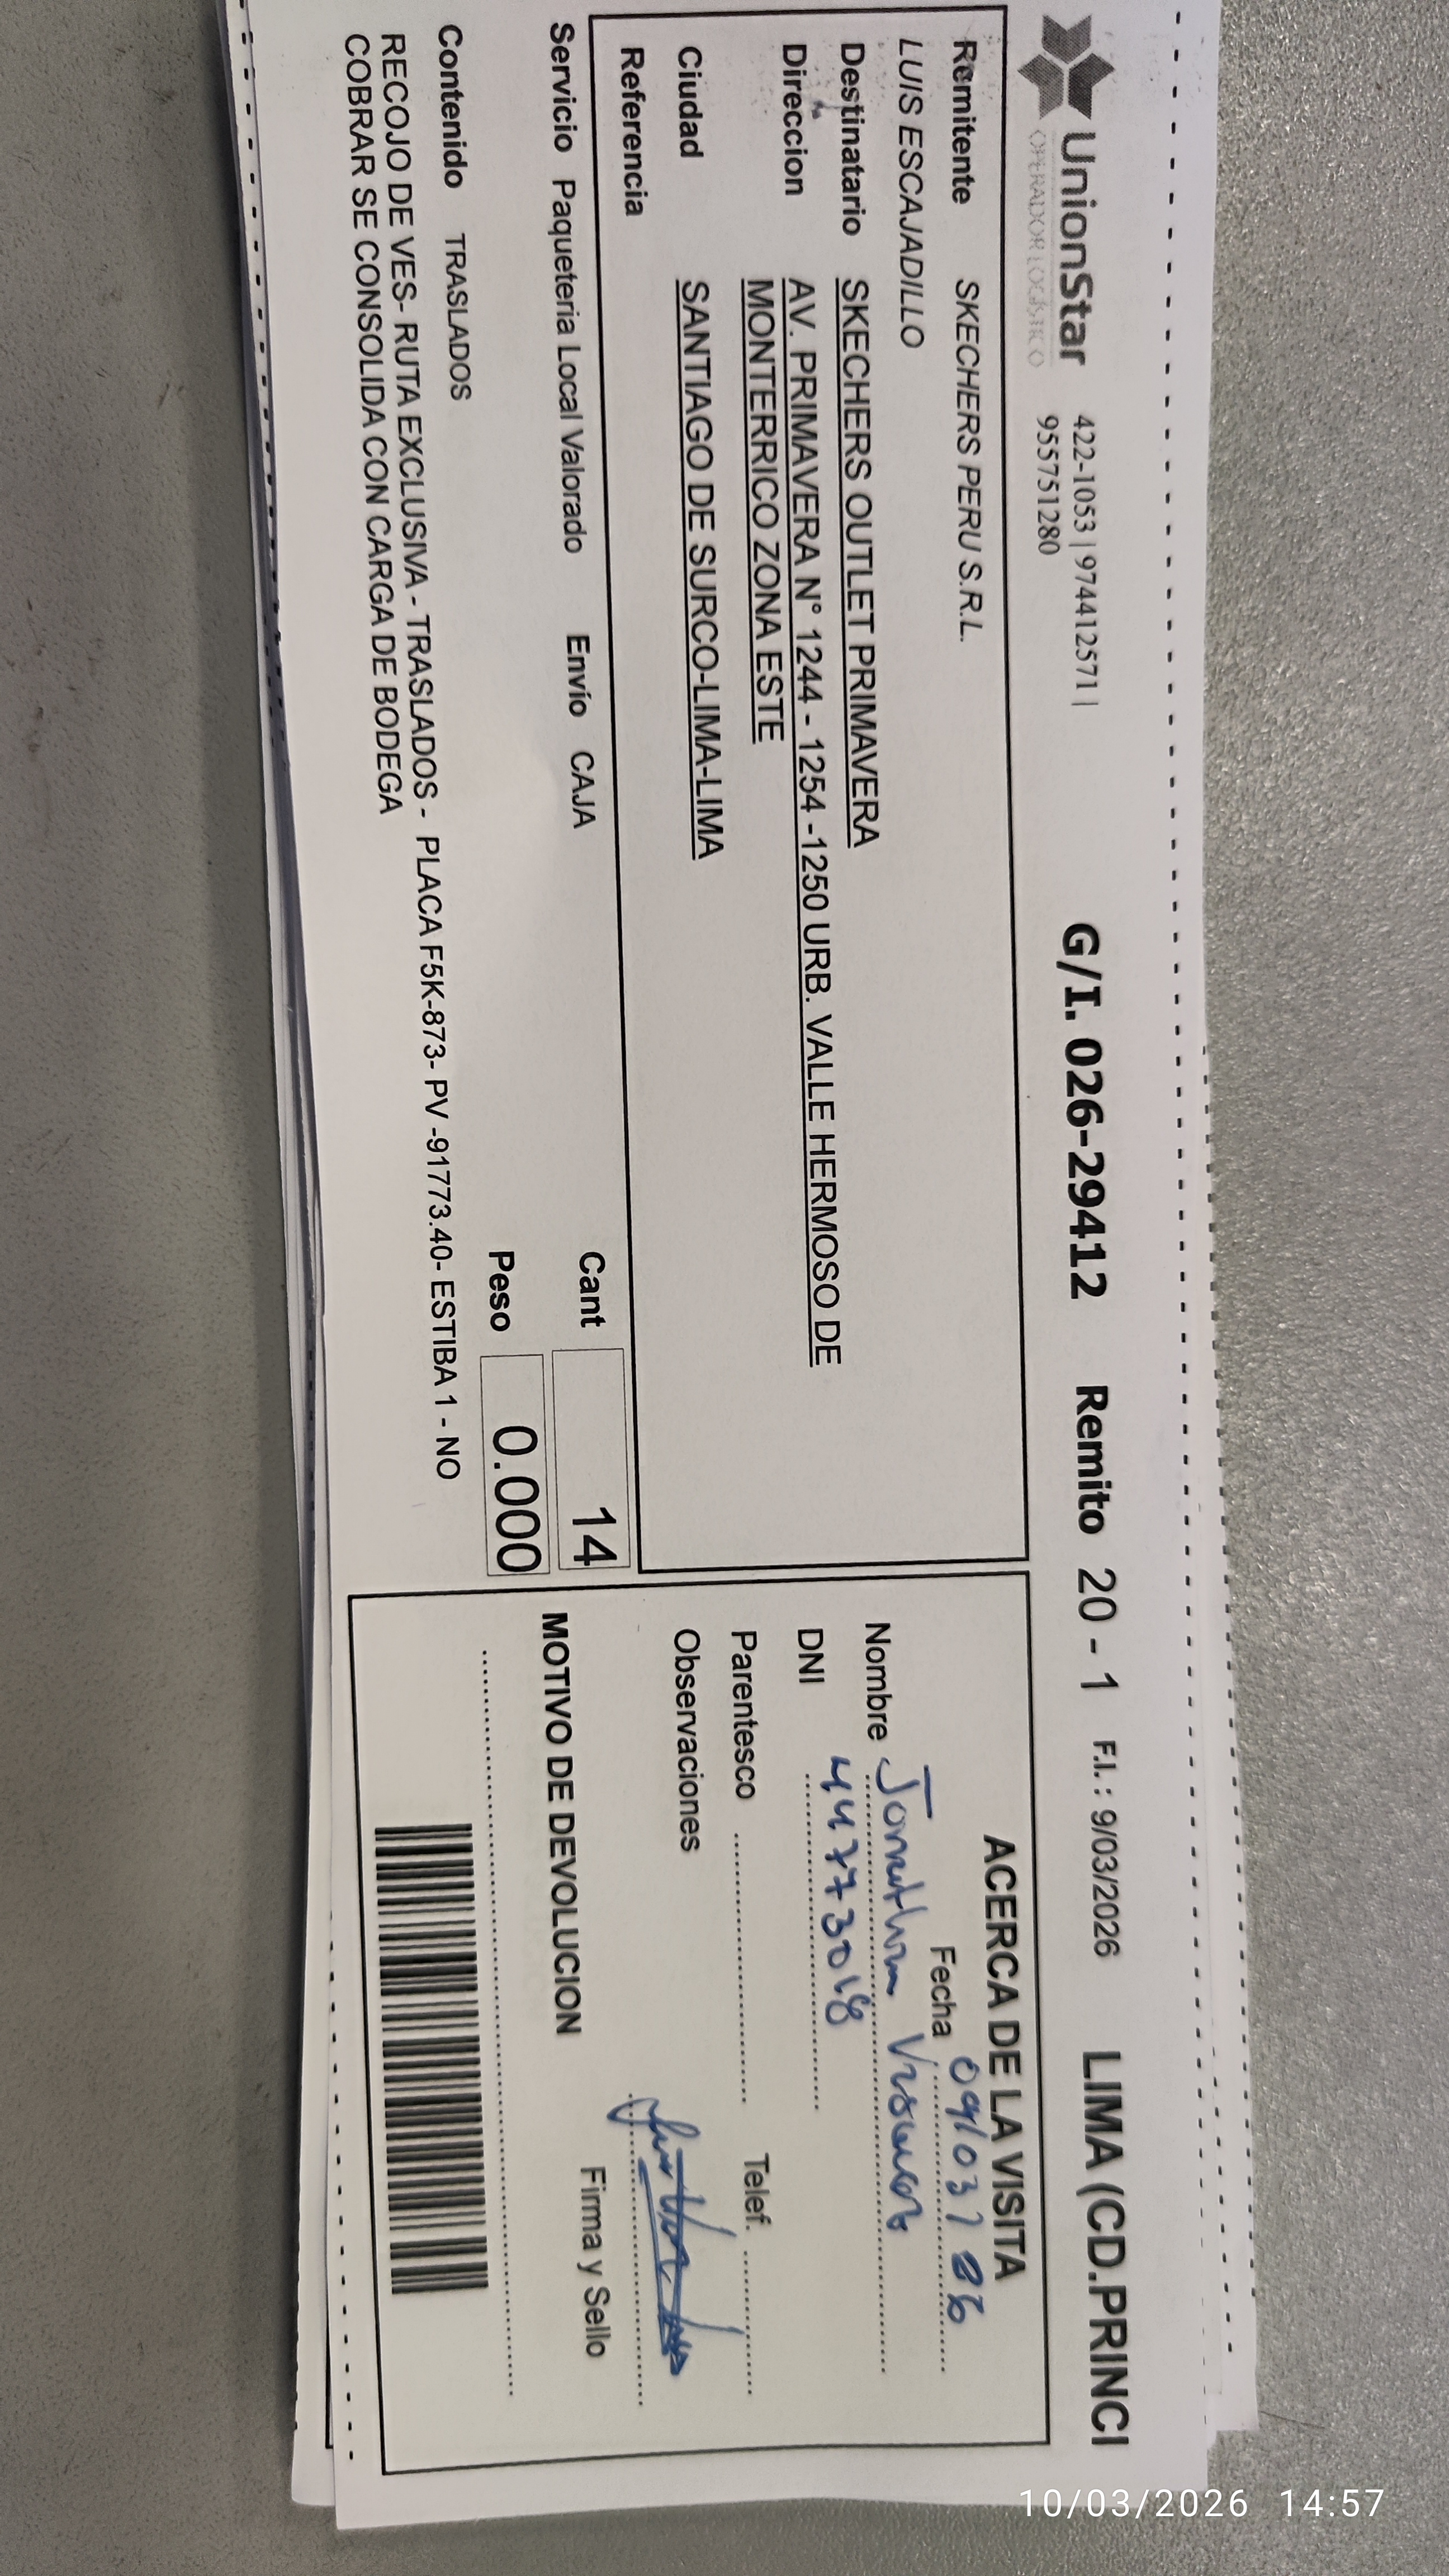 UnionStar
OPERADOR LOGÍSTICO
422-1053 | 974412571 |
955751280
G/I. 026-29412
Remito 20 - 1
F.I. : 9/03/2026
LIMA (CD.PRINCI
Remitente SKECHERS PERU S.R.L.
LUIS ESCAJADILLO
Destinatario SKECHERS OUTLET PRIMAVERA
Direccion AV. PRIMAVERA N° 1244 - 1254 -1250 URB. VALLE HERMOSO DE
MONTERRICO ZONA ESTE
Ciudad SANTIAGO DE SURCO-LIMA-LIMA
Referencia
Servicio Paqueteria Local Valorado Envío CAJA
Cant 14
Peso 0.000
Contenido TRASLADOS
RECOJO DE VES- RUTA EXCLUSIVA - TRASLADOS - PLACA F5K-873- PV -91773.40- ESTIBA 1 - NO
COBRAR SE CONSOLIDA CON CARGA DE BODEGA
ACERCA DE LA VISITA
Fecha 09/03/26
Nombre Jonathan
DNI 44773018
Parentesco Telef.
Observaciones
Firma y Sello
MOTIVO DE DEVOLUCION
10/03/2026 14:57